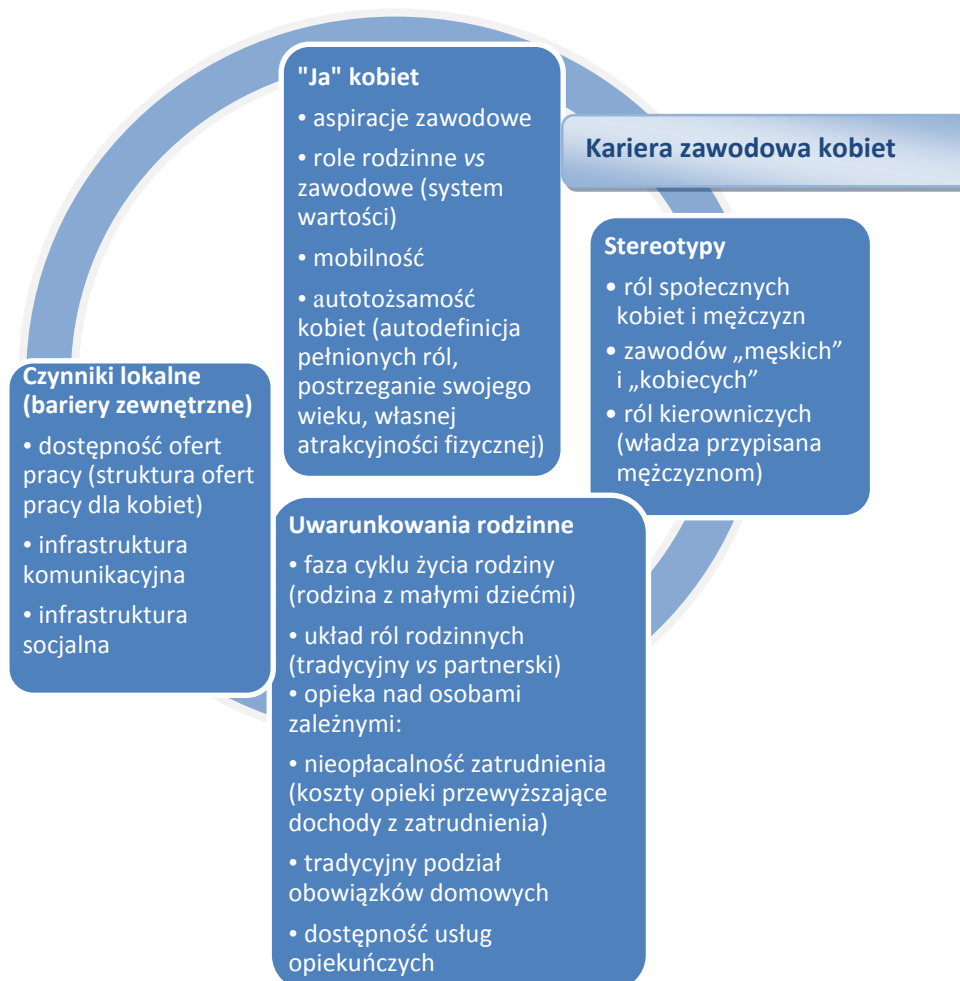 "Ja" kobiet
• aspiracje zawodowe
• role rodzinne vs
zawodowe (system
wartości)
• mobilność
• autotożsamość
kobiet (autodefinicja
pełnionych ról,
postrzeganie swojego
wieku, własnej
atrakcyjności fizycznej)
Kariera zawodowa kobiet
Stereotypy
• ról społecznych
kobiet i mężczyzn
• zawodów „męskich”
i „kobiecych”
• ról kierowniczych
(władza przypisana
mężczyznom)
Czynniki lokalne
(bariery zewnętrzne)
• dostępność ofert
pracy (struktura ofert
pracy dla kobiet)
• infrastruktura
komunikacyjna
• infrastruktura
socjalna
Uwarunkowania rodzinne
• faza cyklu życia rodziny
(rodzina z małymi dziećmi)
• układ ról rodzinnych
(tradycyjny vs partnerski)
• opieka nad osobami
zależnymi:
• nieopłacalność zatrudnienia
(koszty opieki przewyższające
dochody z zatrudnienia)
• tradycyjny podział
obowiązków domowych
• dostępność usług
opiekuńczych